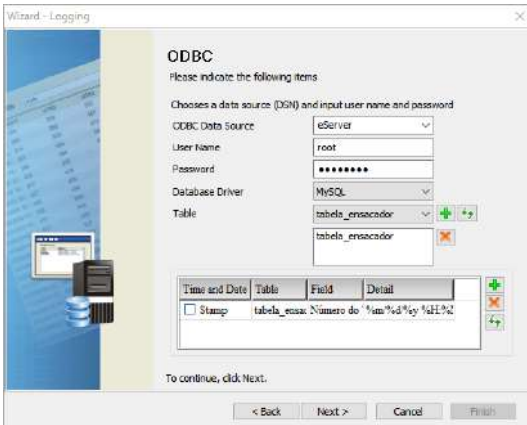 Wizard - Logging
ODBC
Please indicate the following items
Chooses a data source (DSN) and input user name and password
ODBC Data Source eServer
User Name root
Password ••••••••
Database Driver MySQL
Table tabela_ensacador
tabela_ensacador
Time and Date Table Field Detail
Stamp tabela_ensac Número do '%m/%d/%y %H:%
To continue, click Next.
< Back Next > Cancel Finish